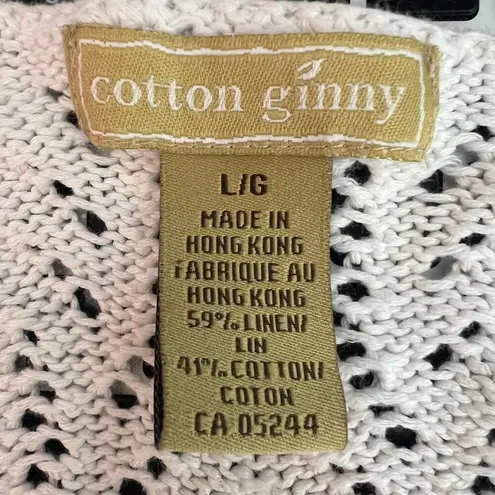 cotton ginny
L/G
MADE IN
HONG KONG
FABRIQUE AU
HONG KONG
59% LINEN/
LIN
41% COTTON/
COTON
CA 05244